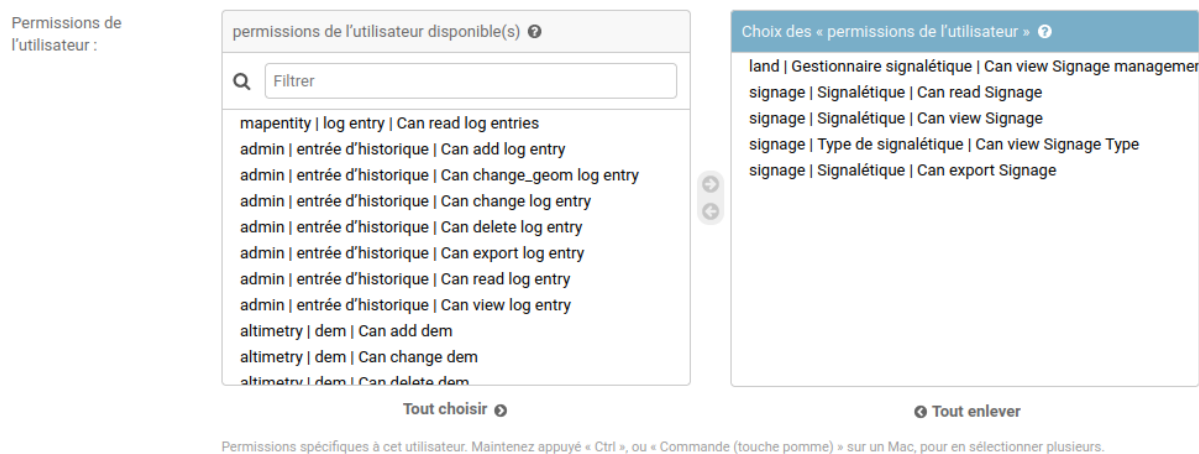 Permissions de
l'utilisateur :
permissions de l'utilisateur disponible(s)
Filtrer
mapentity | log entry | Can read log entries
admin | entrée d'historique | Can add log entry
admin | entrée d'historique | Can change_geom log entry
admin | entrée d'historique | Can change log entry
admin | entrée d'historique | Can delete log entry
admin | entrée d'historique | Can export log entry
admin | entrée d'historique | Can read log entry
admin | entrée d'historique | Can view log entry
altimetry | dem | Can add dem
altimetry | dem | Can change dem
altimetry | dem | Can delete dem
Tout choisir
Choix des « permissions de l'utilisateur »
land | Gestionnaire signalétique | Can view Signage managemer
signage | Signalétique | Can read Signage
signage | Signalétique | Can view Signage
signage | Type de signalétique | Can view Signage Type
signage | Signalétique | Can export Signage
Tout enlever
Permissions spécifiques à cet utilisateur. Maintenez appuyé « Ctrl », ou « Commande (touche pomme) » sur un Mac, pour en sélectionner plusieurs.